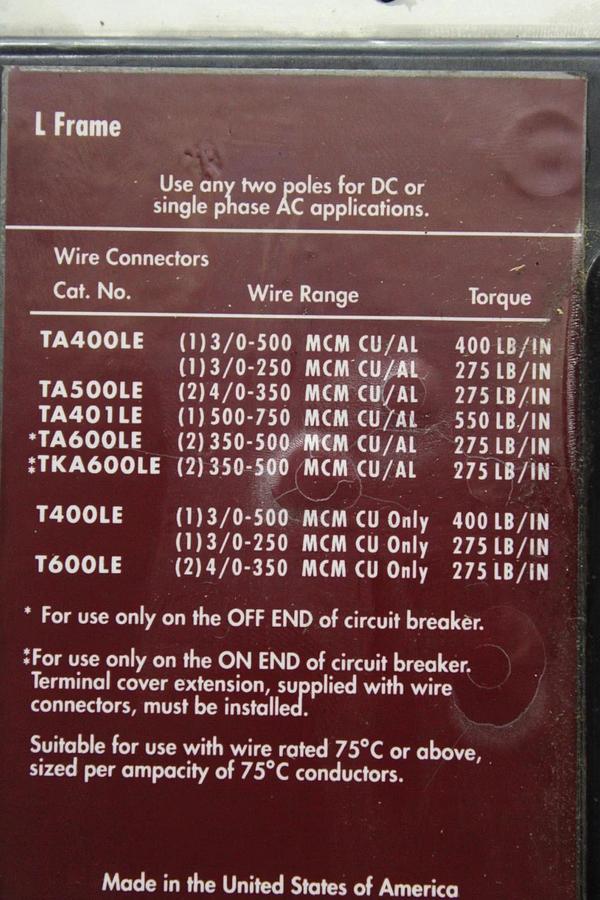 L Frame
Use any two poles for DC or
single phase AC applications.
Wire Connectors
Cat. No. Wire Range Torque
TA400LE (1) 3/0-500 MCM CU/AL 400 LB/IN
(1) 3/0-250 MCM CU/AL 275 LB/IN
TA500LE (2) 4/0-350 MCM CU/AL 275 LB/IN
TA401LE (1) 500-750 MCM CU/AL 550 LB/IN
*TA600LE (2) 350-500 MCM CU/AL 275 LB/IN
⁑TKA600LE (2) 350-500 MCM CU/AL 275 LB/IN
T400LE (1) 3/0-500 MCM CU Only 400 LB/IN
(1) 3/0-250 MCM CU Only 275 LB/IN
T600LE (2) 4/0-350 MCM CU Only 275 LB/IN
* For use only on the OFF END of circuit breaker.
⁑For use only on the ON END of circuit breaker.
Terminal cover extension, supplied with wire
connectors, must be installed.
Suitable for use with wire rated 75°C or above,
sized per ampacity of 75°C conductors.
Made in the United States of America